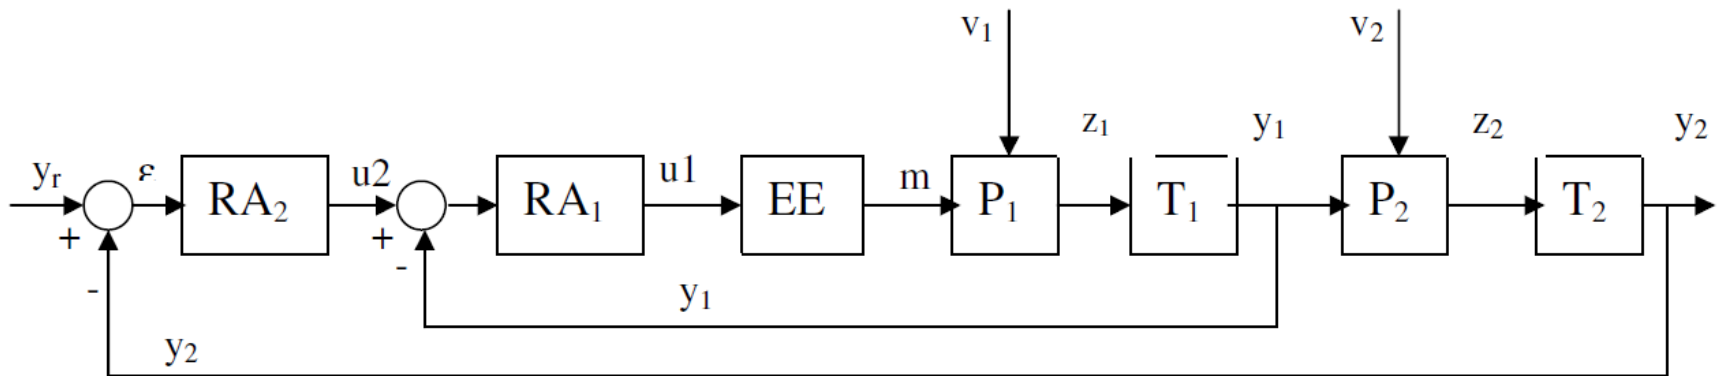 v₁ v₂
z₁ y₁ z₂ y₂
yᵣ ε u2 u1 m
RA₂ RA₁ EE P₁ T₁ P₂ T₂
+ + -
- y₁
y₂